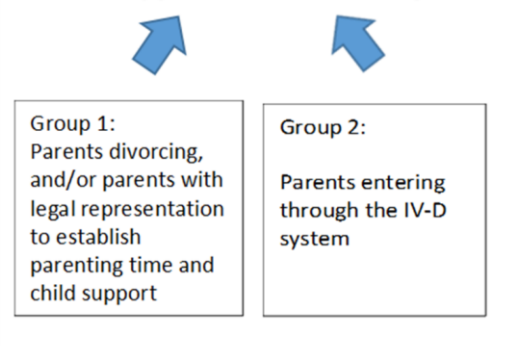 Group 1:
Parents divorcing,
and/or parents with
legal representation
to establish
parenting time and
child support
Group 2:
Parents entering
through the IV-D
system